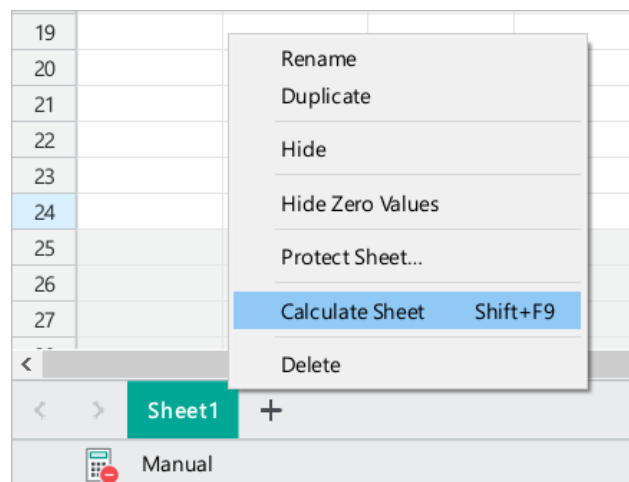 19
20
21
22
23
24
25
26
27
Rename
Duplicate
Hide
Hide Zero Values
Protect Sheet...
Calculate Sheet Shift+F9
Delete
Sheet1
Manual